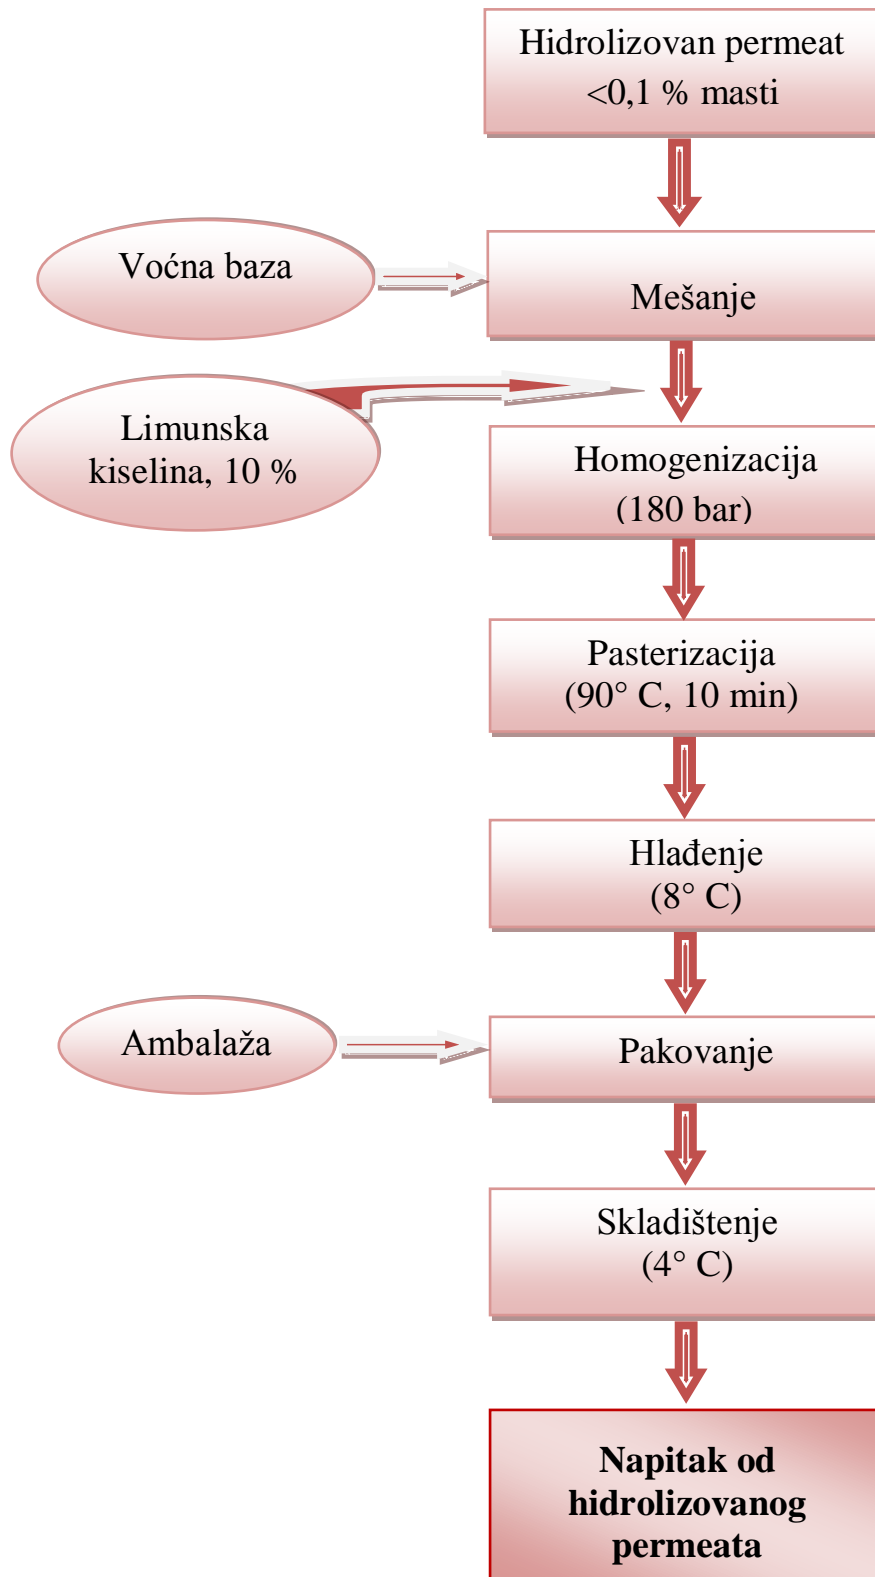 Hidrolizovan permeat
<0,1 % masti
Voćna baza
Mešanje
Limunska
kiselina, 10 %
Homogenizacija
(180 bar)
Pasterizacija
(90° C, 10 min)
Hlađenje
(8° C)
Ambalaža
Pakovanje
Skladištenje
(4° C)
Napitak od
hidrolizovanog
permeata